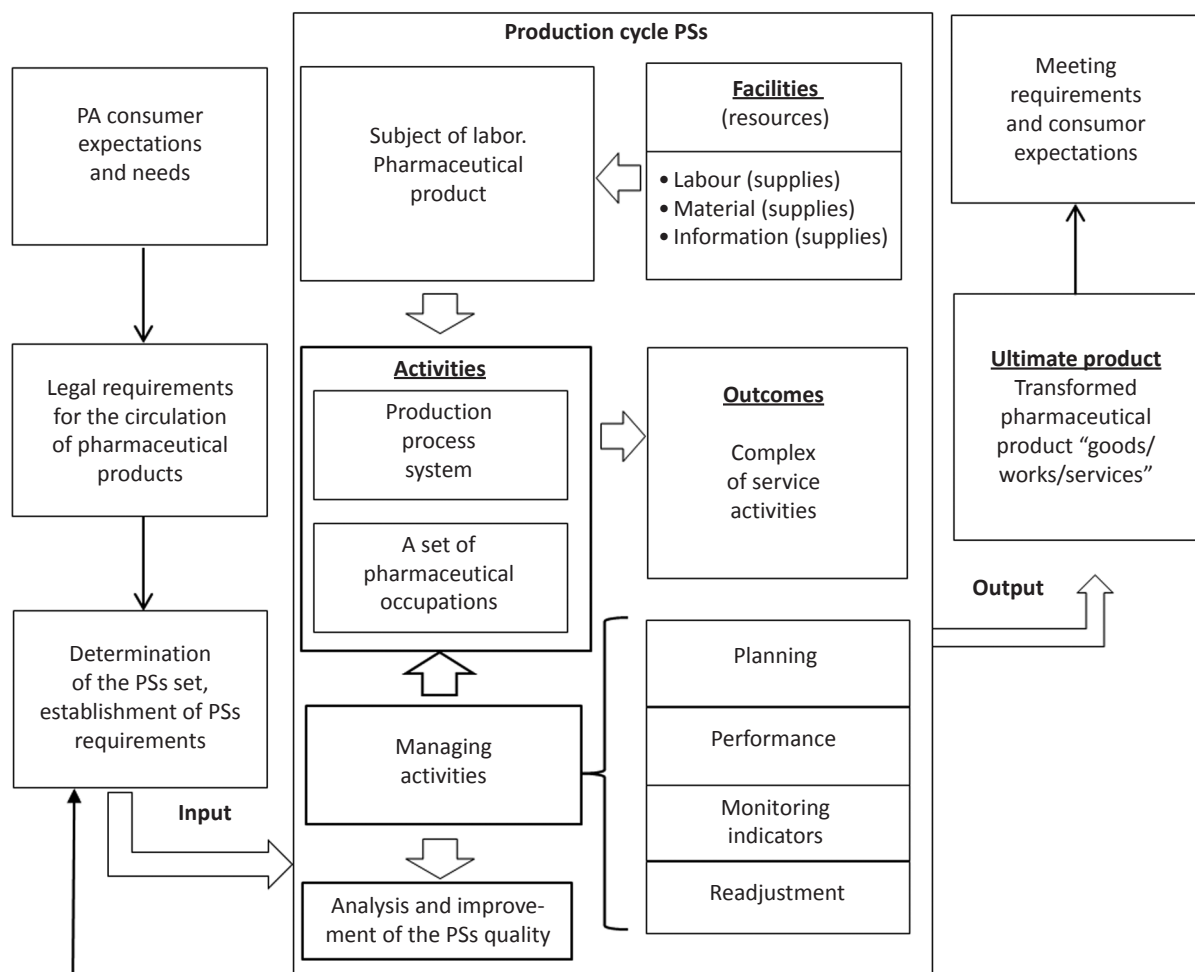 Production cycle PSs
PA consumer
expectations
and needs
Legal requirements
for the circulation
of pharmaceutical
products
Determination
of the PSs set,
establishment of PSs
requirements
Input
Subject of labor.
Pharmaceutical
product
Facilities
(resources)
• Labour (supplies)
• Material (supplies)
• Information (supplies)
Activities
Production
process
system
A set of
pharmaceutical
occupations
Outcomes
Complex
of service
activities
Managing
activities
Planning
Performance
Monitoring
indicators
Readjustment
Analysis and improve-
ment of the PSs quality
Output
Ultimate product
Transformed
pharmaceutical
product “goods/
works/services”
Meeting
requirements
and consumor
expectations